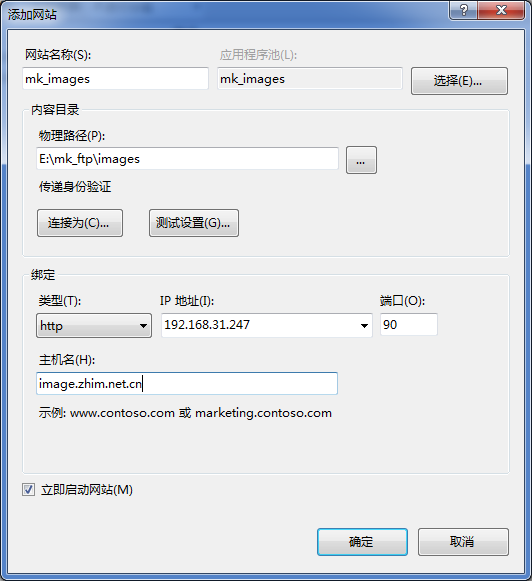 添加网站
网站名称(S):
应用程序池(L):
mk_images
mk_images
选择(E)...
内容目录
物理路径(P):
E:\mk_ftp\images
...
传递身份验证
连接为(C)...
测试设置(G)...
绑定
类型(T):
IP 地址(I):
端口(O):
http
192.168.31.247
90
主机名(H):
image.zhim.net.cn
示例: www.contoso.com 或 marketing.contoso.com
立即启动网站(M)
确定
取消